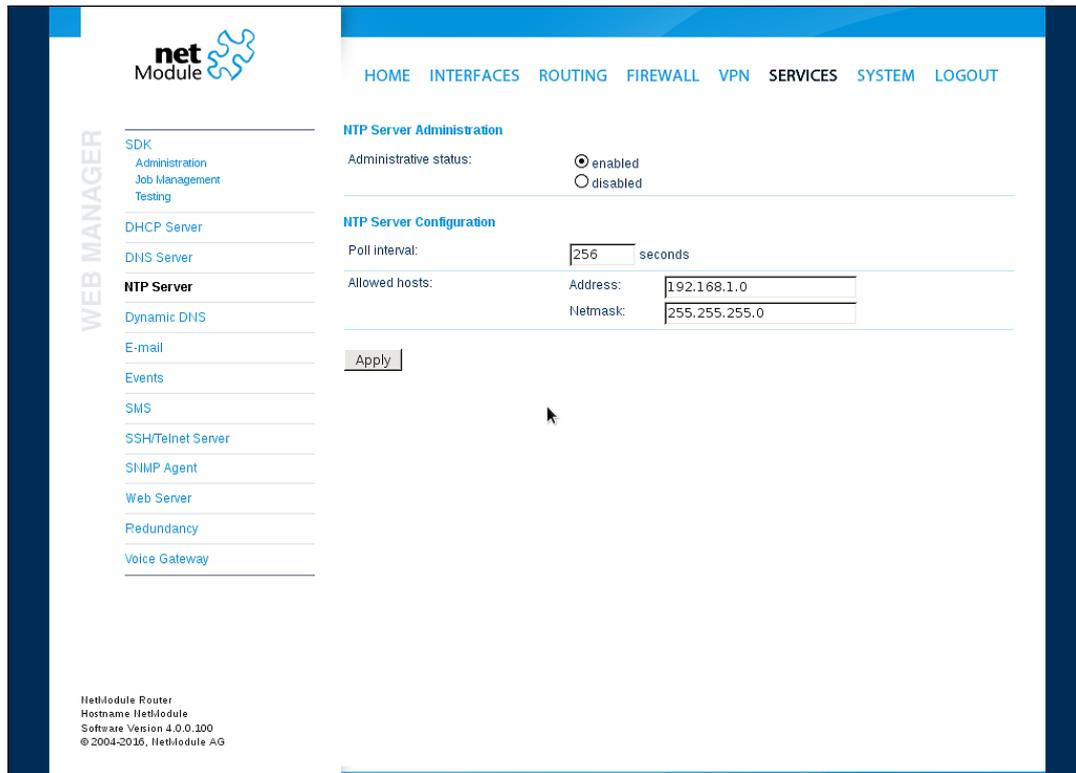 net
Module
HOME INTERFACES ROUTING FIREWALL VPN SERVICES SYSTEM LOGOUT
WEB MANAGER
SDK
Administration
Job Management
Testing
DHCP Server
DNS Server
NTP Server
Dynamic DNS
E-mail
Events
SMS
SSH/Telnet Server
SNMP Agent
Web Server
Redundancy
Voice Gateway
NTP Server Administration
Administrative status: enabled
disabled
NTP Server Configuration
Poll interval: 256 seconds
Allowed hosts: Address: 192.168.1.0
Netmask: 255.255.255.0
Apply
NetModule Router
Hostname NetModule
Software Version 4.0.0.100
© 2004-2016, NetModule AG